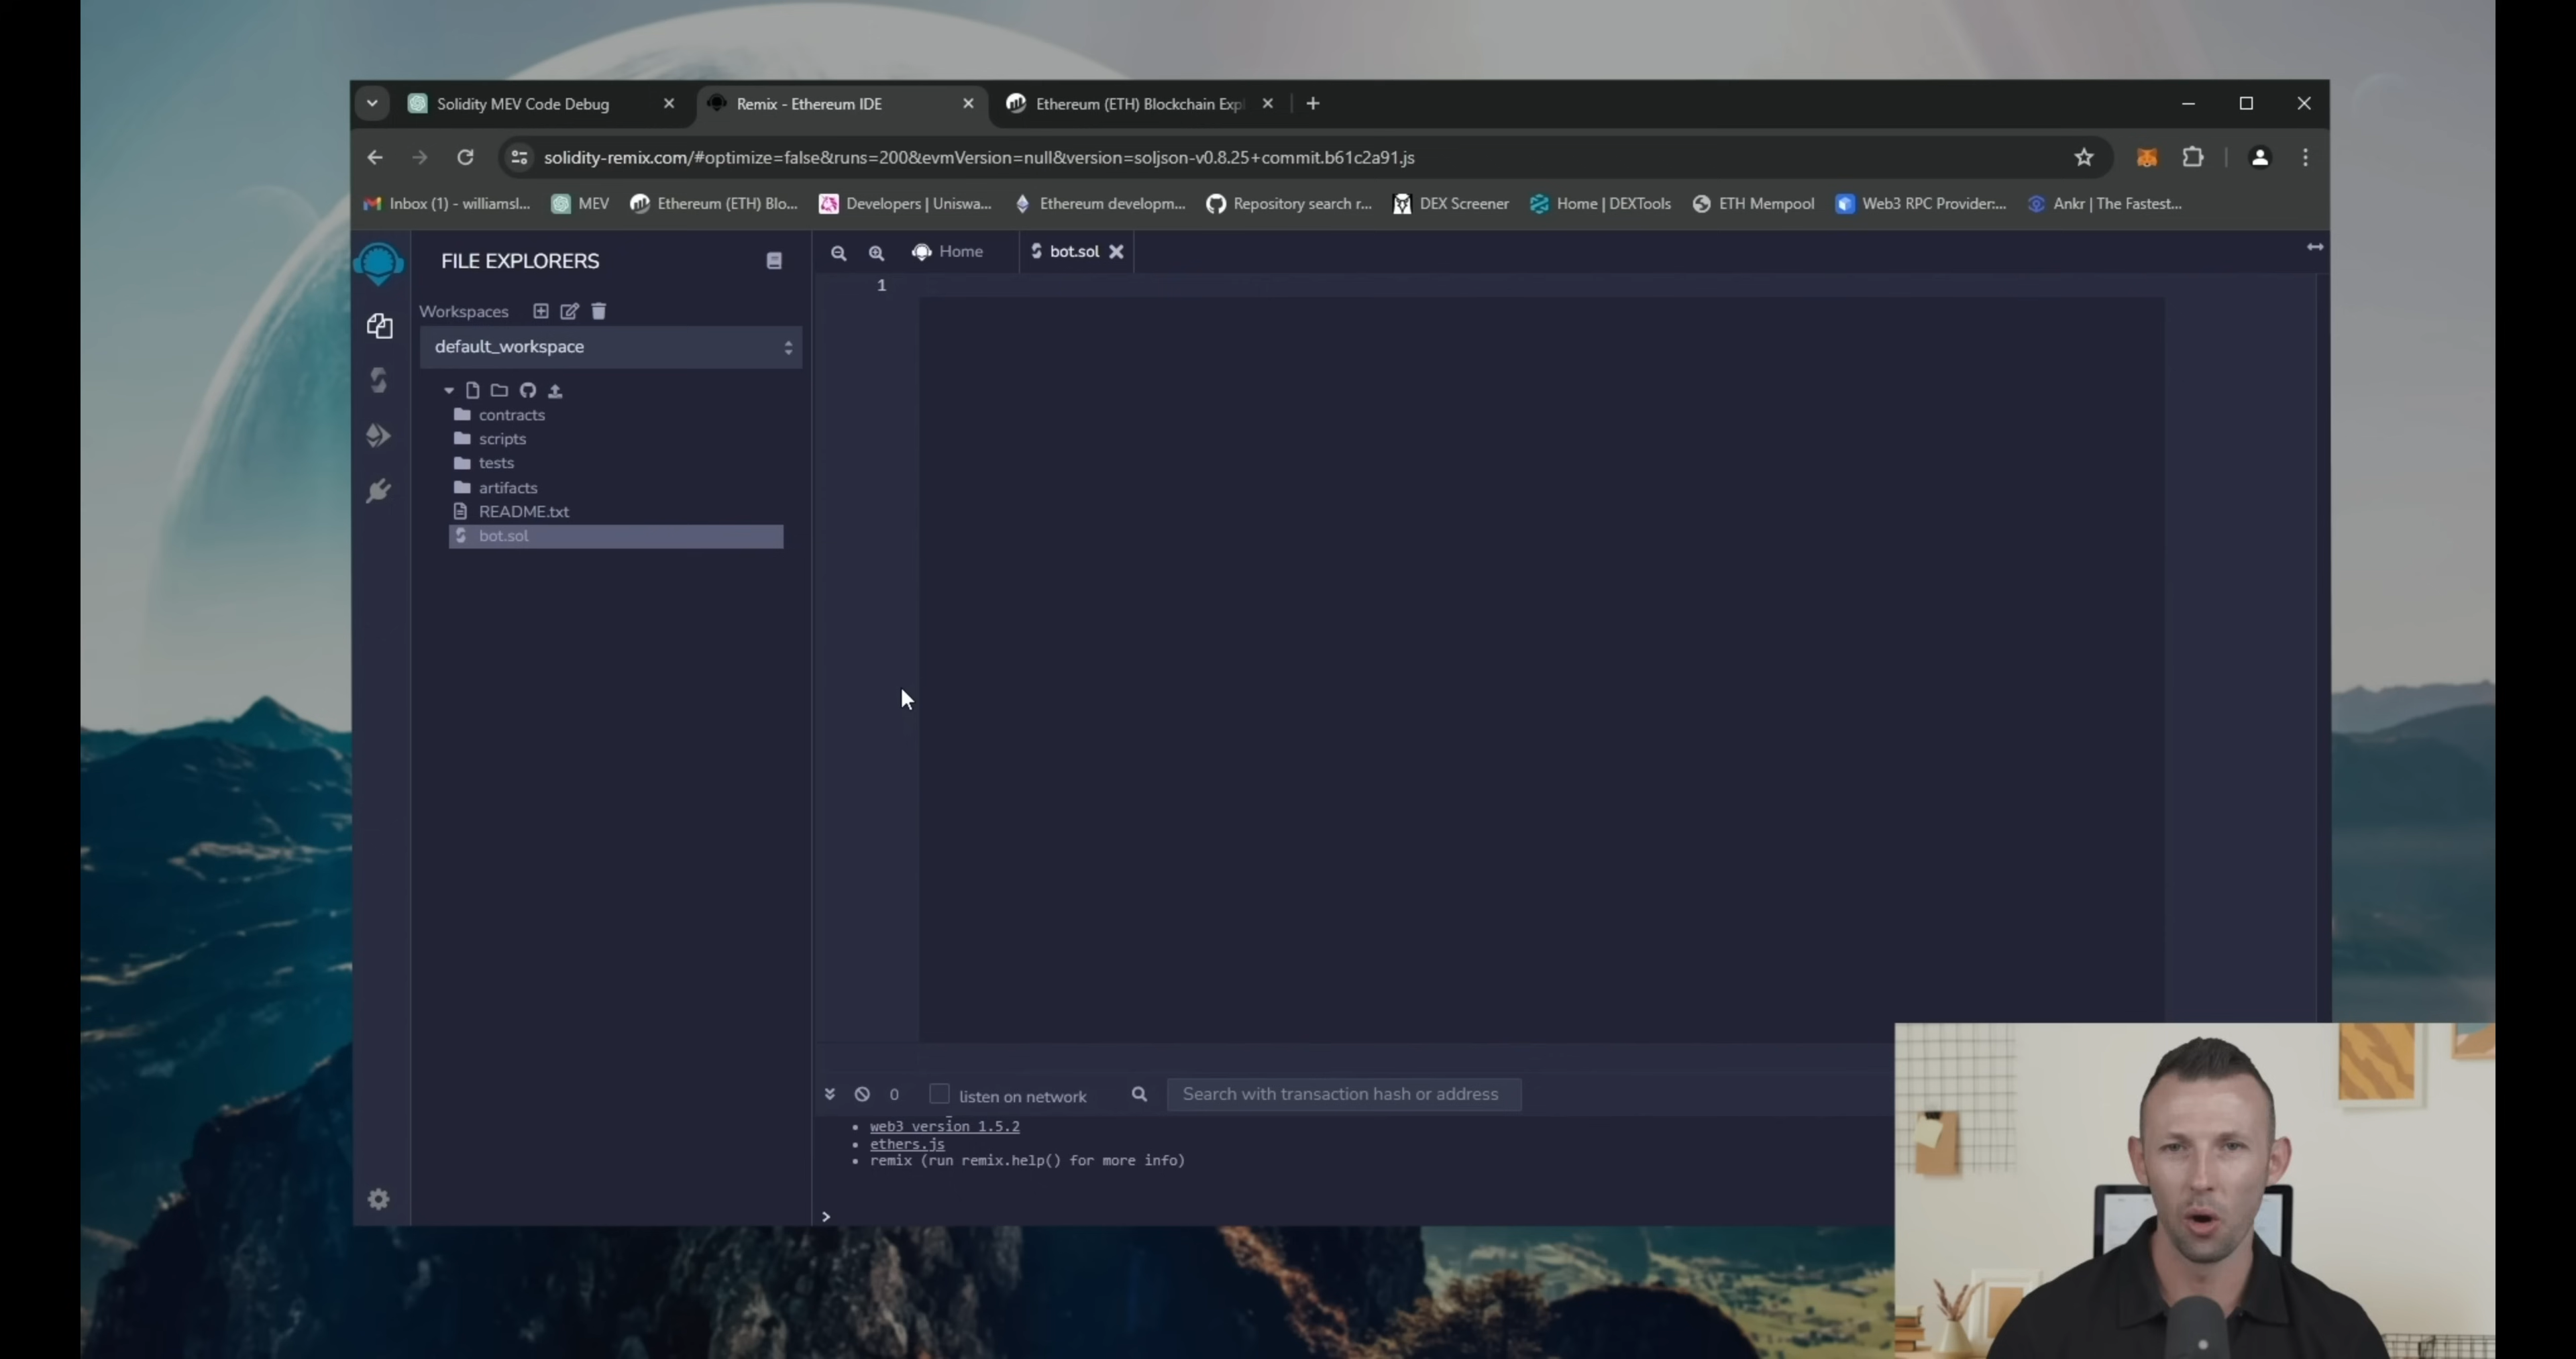 Solidity MEV Code Debug
Remix - Ethereum IDE
Ethereum (ETH) Blockchain Expl
solidity-remix.com/#optimize=false&runs=200&evmVersion=null&version=soljson-v0.8.25+commit.b61c2a91.js
Inbox (1) - williamsl...
MEV
Ethereum (ETH) Blo...
Developers | Uniswa...
Ethereum developm...
Repository search r...
DEX Screener
Home | DEXTools
ETH Mempool
Web3 RPC Provider:...
Ankr | The Fastest...
FILE EXPLORERS
Workspaces
default_workspace
contracts
scripts
tests
artifacts
README.txt
bot.sol
Home
bot.sol
1
0
listen on network
Search with transaction hash or address
• web3 version 1.5.2
• ethers.js
• remix (run remix.help() for more info)
>